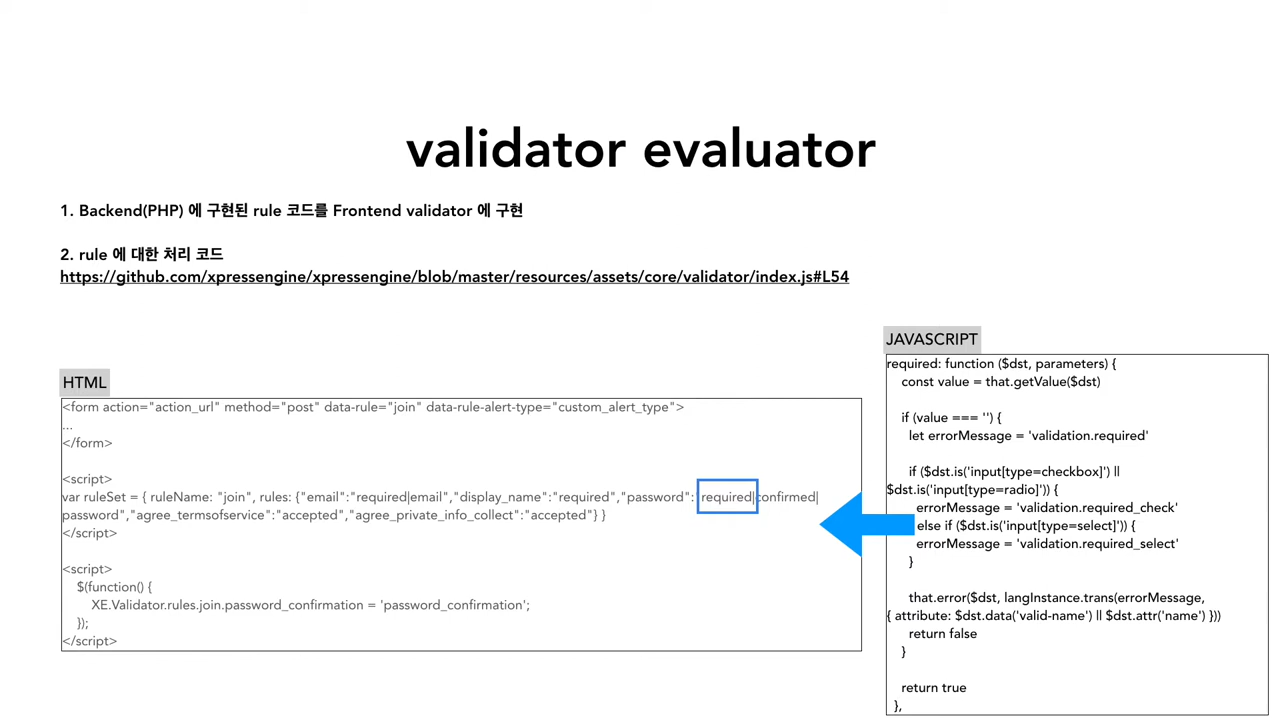 validator evaluator
1. Backend(PHP) 에 구현된 rule 코드를 Frontend validator 에 구현
2. rule 에 대한 처리 코드
https://github.com/xpressengine/xpressengine/blob/master/resources/assets/core/validator/index.js#L54
HTML
<form action="action_url" method="post" data-rule="join" data-rule-alert-type="custom_alert_type">
...
</form>
<script>
var ruleSet = { ruleName: "join", rules: {"email":"required|email","display_name":"required","password":"required|confirmed|
password","agree_termsofservice":"accepted","agree_private_info_collect":"accepted"} }
</script>
<script>
$(function() {
XE.Validator.rules.join.password_confirmation = 'password_confirmation';
});
</script>
JAVASCRIPT
required: function ($dst, parameters) {
const value = that.getValue($dst)
if (value === '') {
let errorMessage = 'validation.required'
if ($dst.is('input[type=checkbox]') ||
$dst.is('input[type=radio]')) {
errorMessage = 'validation.required_check'
else if ($dst.is('input[type=select]')) {
errorMessage = 'validation.required_select'
}
that.error($dst, langInstance.trans(errorMessage,
{ attribute: $dst.data('valid-name') || $dst.attr('name') }))
return false
}
return true
},